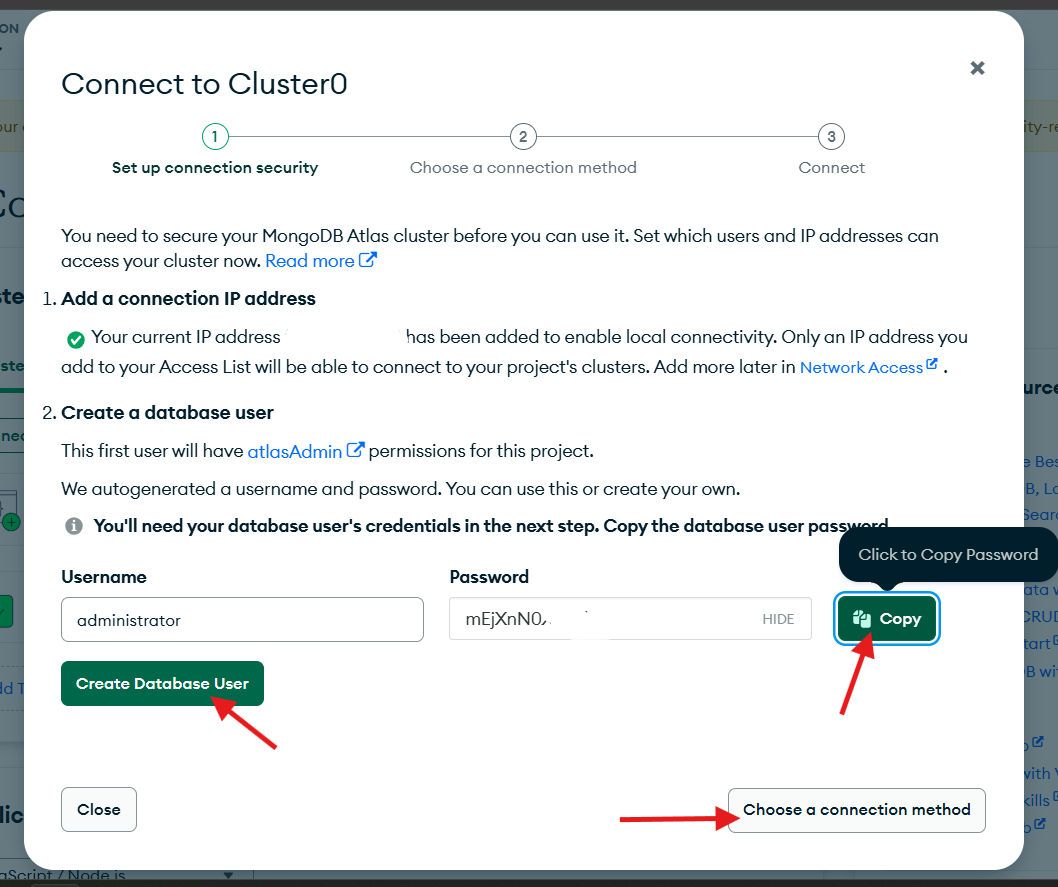 ON
Connect to Cluster0
1
2
3
Set up connection security
Choose a connection method
Connect
You need to secure your MongoDB Atlas cluster before you can use it. Set which users and IP addresses can
access your cluster now. Read more
1. Add a connection IP address
Your current IP address has been added to enable local connectivity. Only an IP address you
add to your Access List will be able to connect to your project's clusters. Add more later in Network Access .
2. Create a database user
This first user will have atlasAdmin permissions for this project.
We autogenerated a username and password. You can use this or create your own.
You'll need your database user's credentials in the next step. Copy the database user password.
Click to Copy Password
Username
Password
administrator
mEjXnN0
HIDE
Copy
Create Database User
Close
Choose a connection method